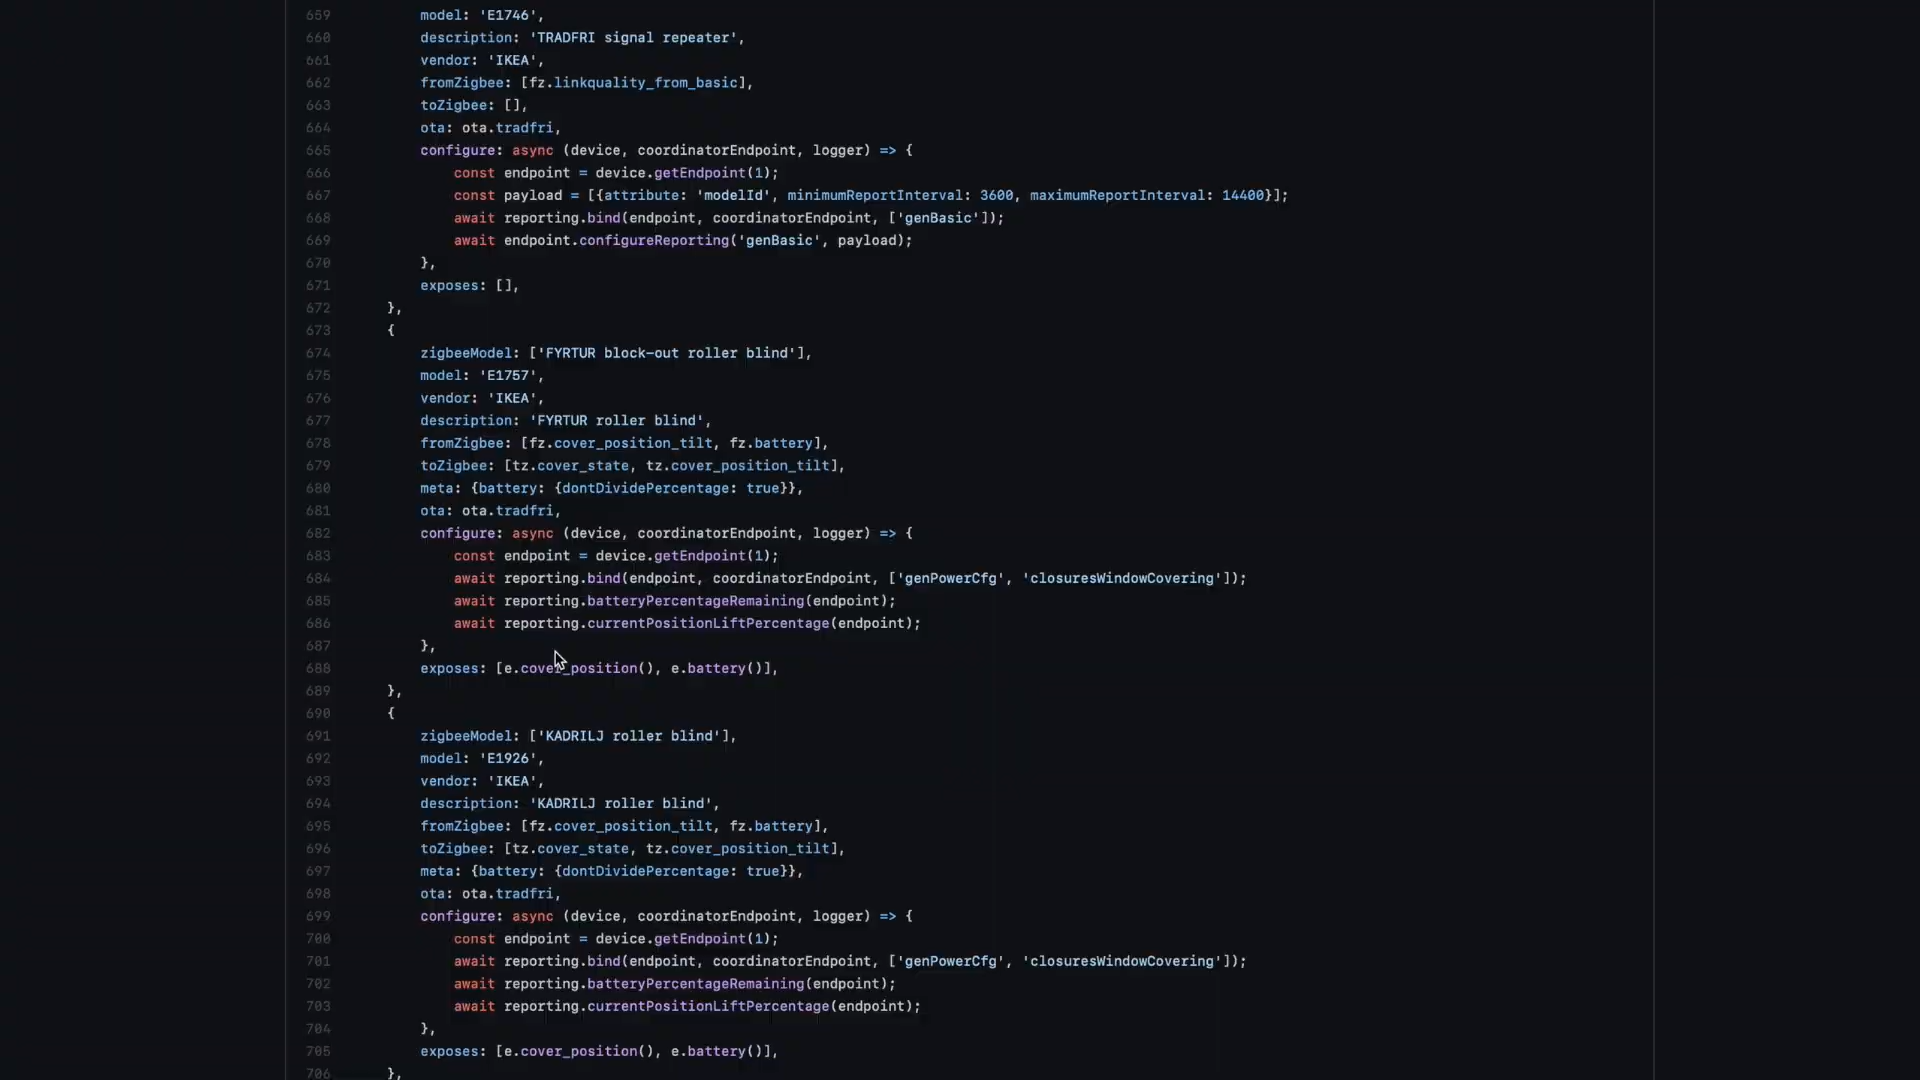 659 model: 'E1746',
660 description: 'TRADFRI signal repeater',
661 vendor: 'IKEA',
662 fromZigbee: [fz.linkquality_from_basic],
663 toZigbee: [],
664 ota: ota.tradfri,
665 configure: async (device, coordinatorEndpoint, logger) => {
666 const endpoint = device.getEndpoint(1);
667 const payload = [{attribute: 'modelId', minimumReportInterval: 3600, maximumReportInterval: 14400}];
668 await reporting.bind(endpoint, coordinatorEndpoint, ['genBasic']);
669 await endpoint.configureReporting('genBasic', payload);
670 },
671 exposes: [],
672 },
673 {
674 zigbeeModel: ['FYRTUR block-out roller blind'],
675 model: 'E1757',
676 vendor: 'IKEA',
677 description: 'FYRTUR roller blind',
678 fromZigbee: [fz.cover_position_tilt, fz.battery],
679 toZigbee: [tz.cover_state, tz.cover_position_tilt],
680 meta: {battery: {dontDividePercentage: true}},
681 ota: ota.tradfri,
682 configure: async (device, coordinatorEndpoint, logger) => {
683 const endpoint = device.getEndpoint(1);
684 await reporting.bind(endpoint, coordinatorEndpoint, ['genPowerCfg', 'closuresWindowCovering']);
685 await reporting.batteryPercentageRemaining(endpoint);
686 await reporting.currentPositionLiftPercentage(endpoint);
687 },
688 exposes: [e.cover_position(), e.battery()],
689 },
690 {
691 zigbeeModel: ['KADRILJ roller blind'],
692 model: 'E1926',
693 vendor: 'IKEA',
694 description: 'KADRILJ roller blind',
695 fromZigbee: [fz.cover_position_tilt, fz.battery],
696 toZigbee: [tz.cover_state, tz.cover_position_tilt],
697 meta: {battery: {dontDividePercentage: true}},
698 ota: ota.tradfri,
699 configure: async (device, coordinatorEndpoint, logger) => {
700 const endpoint = device.getEndpoint(1);
701 await reporting.bind(endpoint, coordinatorEndpoint, ['genPowerCfg', 'closuresWindowCovering']);
702 await reporting.batteryPercentageRemaining(endpoint);
703 await reporting.currentPositionLiftPercentage(endpoint);
704 },
705 exposes: [e.cover_position(), e.battery()],
706 },